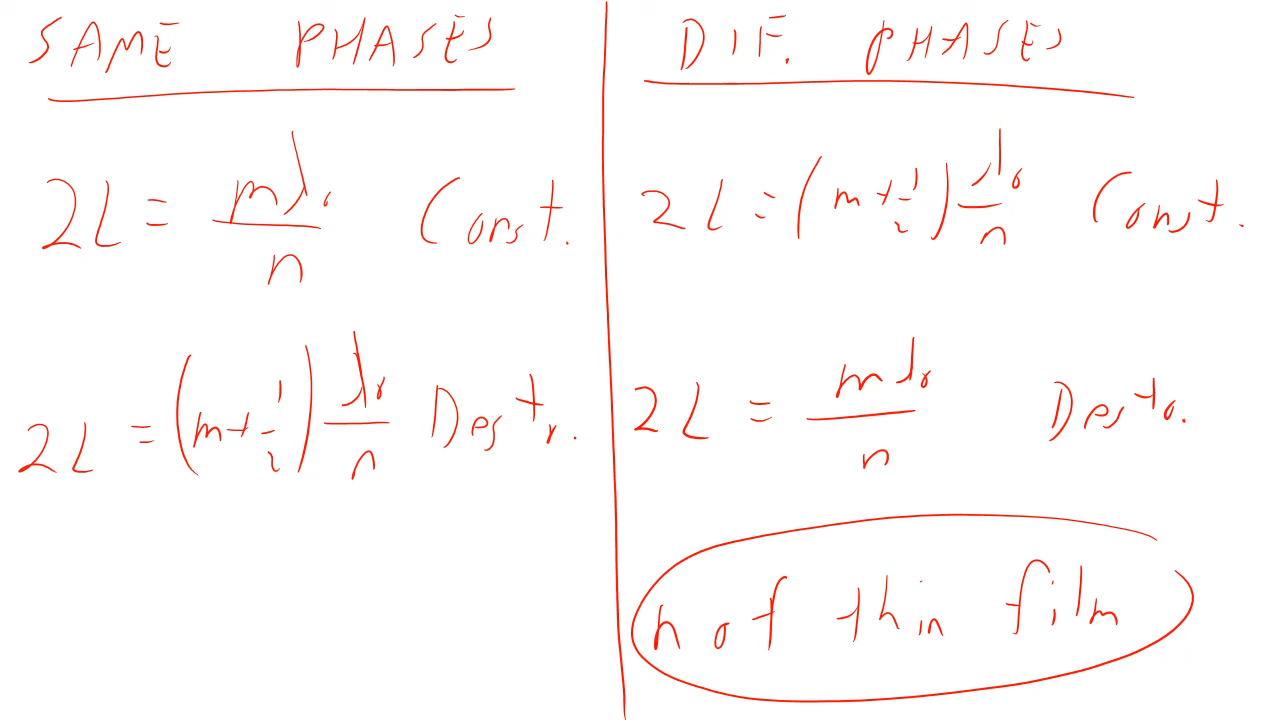 SAME PHASES
2L = mλ₀/n Const.
2L = (m+1/2) λ₀/n Destr.
DIF. PHASES
2L = (m+1/2) λ₀/n Const.
2L = mλ₀/n Destr.
n of thin film